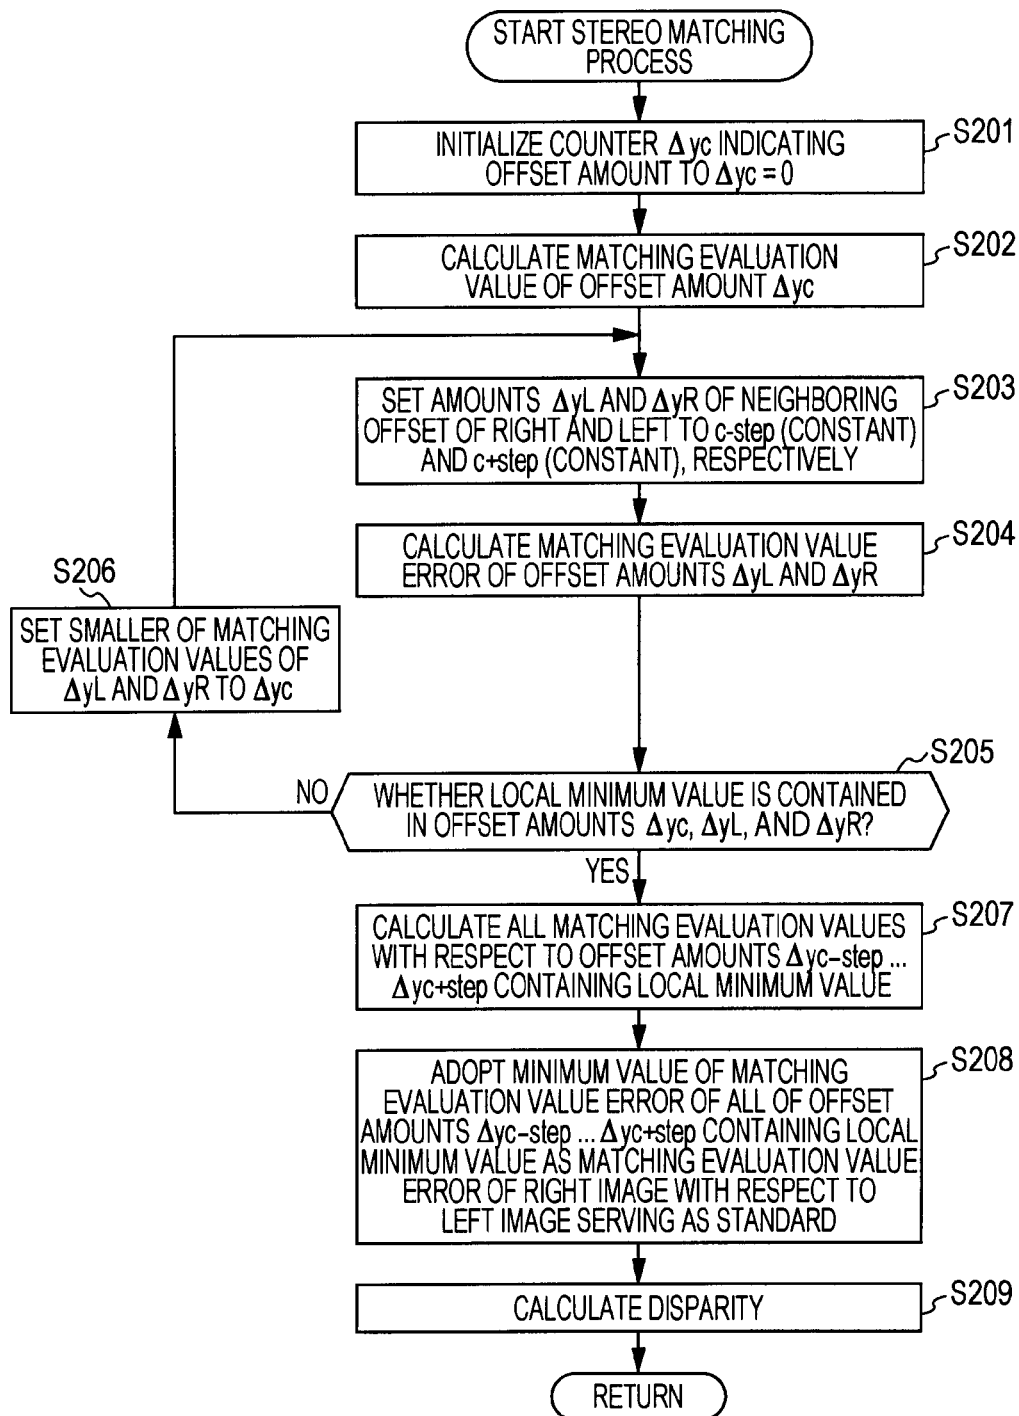 START STEREO MATCHING
PROCESS
S201
INITIALIZE COUNTER Δyc INDICATING
OFFSET AMOUNT TO Δyc = 0
S202
CALCULATE MATCHING EVALUATION
VALUE OF OFFSET AMOUNT Δyc
S203
SET AMOUNTS ΔyL AND ΔyR OF NEIGHBORING
OFFSET OF RIGHT AND LEFT TO c-step (CONSTANT)
AND c+step (CONSTANT), RESPECTIVELY
S204
CALCULATE MATCHING EVALUATION VALUE
ERROR OF OFFSET AMOUNTS ΔyL AND ΔyR
S206
SET SMALLER OF MATCHING
EVALUATION VALUES OF
ΔyL AND ΔyR TO Δyc
S205
NO
WHETHER LOCAL MINIMUM VALUE IS CONTAINED
IN OFFSET AMOUNTS Δyc, ΔyL, AND ΔyR?
YES
S207
CALCULATE ALL MATCHING EVALUATION VALUES
WITH RESPECT TO OFFSET AMOUNTS Δyc–step ...
Δyc+step CONTAINING LOCAL MINIMUM VALUE
S208
ADOPT MINIMUM VALUE OF MATCHING
EVALUATION VALUE ERROR OF ALL OF OFFSET
AMOUNTS Δyc–step ... Δyc+step CONTAINING LOCAL
MINIMUM VALUE AS MATCHING EVALUATION VALUE
ERROR OF RIGHT IMAGE WITH RESPECT TO
LEFT IMAGE SERVING AS STANDARD
S209
CALCULATE DISPARITY
RETURN